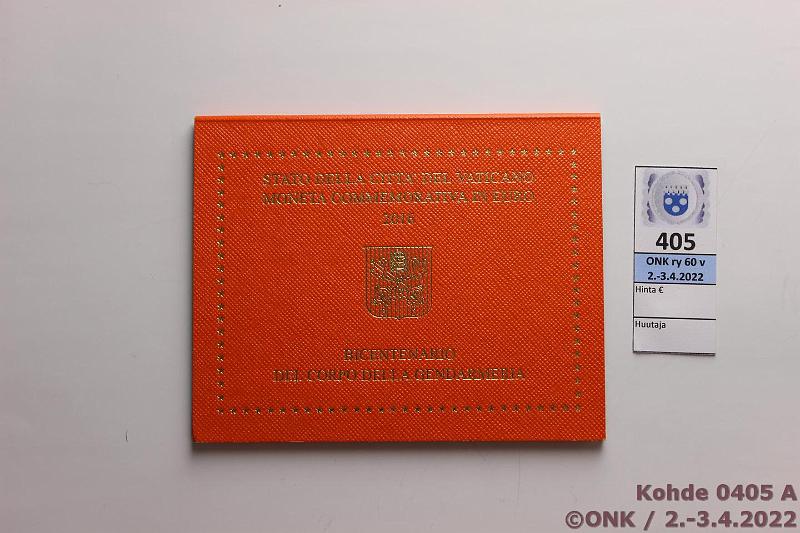 STATO DELLA CITTA' DEL VATICANO
MONETA COMMEMORATIVA IN EURO
2016
BICENTENARIO
DEL CORPO DELLA GENDARMERIA
405
ONK ry 60 v
2.-3.4.2022
Hinta €
Huutaja
Kohde 0405 A
©ONK / 2.-3.4.2022